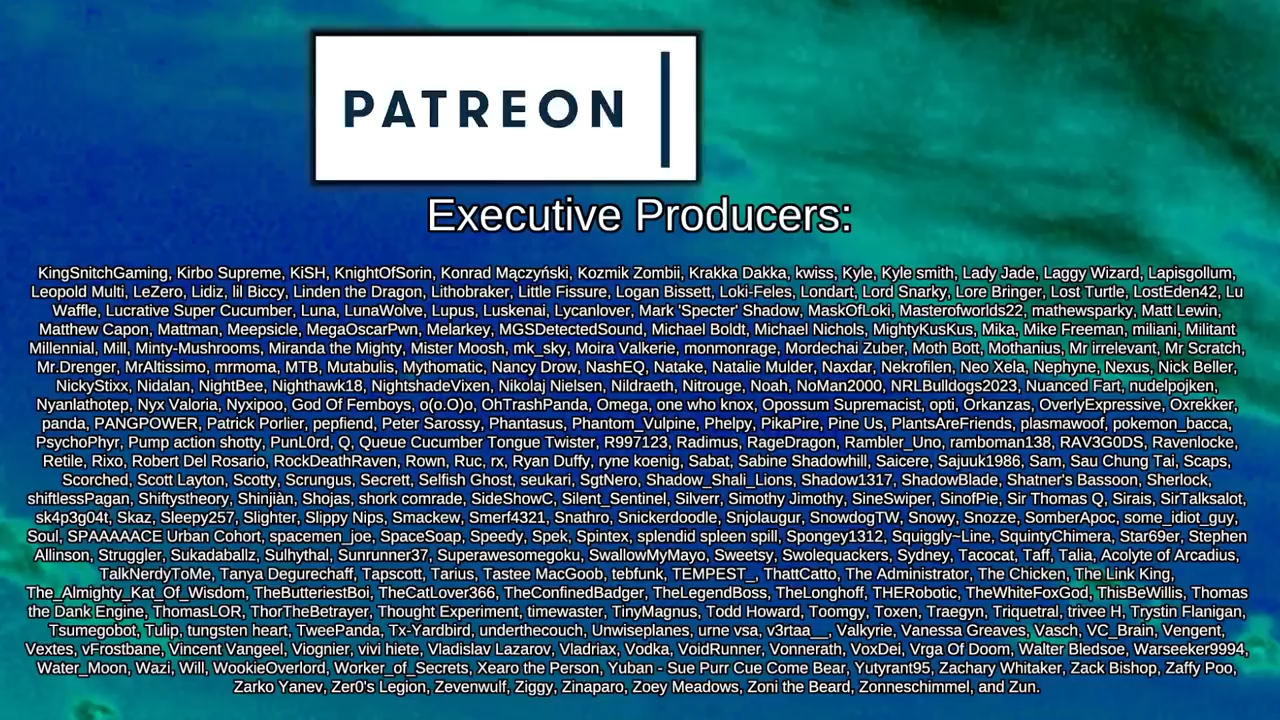 PATREON
Executive Producers:
KingSnitchGaming, Kirbo Supreme, KiSH, KnightOfSorin, Konrad Mączyński, Kozmik Zombii, Krakka Dakka, kwiss, Kyle, Kyle smith, Lady Jade, Laggy Wizard, Lapisgollum,
Leopold Multi, LeZero, Lidiz, lil Biccy, Linden the Dragon, Lithobraker, Little Fissure, Logan Bissett, Loki-Feles, Londart, Lord Snarky, Lore Bringer, Lost Turtle, LostEden42, Lu
Waffle, Lucrative Super Cucumber, Luna, LunaWolve, Lupus, Luskenai, Lycanlover, Mark 'Specter' Shadow, MaskOfLoki, Masterofworlds22, mathewsparky, Matt Lewin,
Matthew Capon, Mattman, Meepsicle, MegaOscarPwn, Melarkey, MGSDetectedSound, Michael Boldt, Michael Nichols, MightyKusKus, Mika, Mike Freeman, miliani, Militant
Millennial, Mill, Minty-Mushrooms, Miranda the Mighty, Mister Moosh, mk_sky, Moira Valkerie, monmonrage, Mordechai Zuber, Moth Bott, Mothanius, Mr irrelevant, Mr Scratch,
Mr.Drenger, MrAltissimo, mrmoma, MTB, Mutabulis, Mythomatic, Nancy Drow, NashEQ, Natake, Natalie Mulder, Naxdar, Nekrofilen, Neo Xela, Nephyne, Nexus, Nick Beller,
NickyStixx, Nidalan, NightBee, Nighthawk18, NightshadeVixen, Nikolaj Nielsen, Nildraeth, Nitrouge, Noah, NoMan2000, NRLBulldogs2023, Nuanced Fart, nudelpojken,
Nyanlathotep, Nyx Valoria, Nyxipoo, God Of Femboys, o(o.O)o, OhTrashPanda, Omega, one who knox, Opossum Supremacist, opti, Orkanzas, OverlyExpressive, Oxrekker,
panda, PANGPOWER, Patrick Porlier, pepfiend, Peter Sarossy, Phantasus, Phantom_Vulpine, Phelpy, PikaPire, Pine Us, PlantsAreFriends, plasmawoof, pokemon_bacca,
PsychoPhyr, Pump action shotty, PunL0rd, Q, Queue Cucumber Tongue Twister, R997123, Radimus, RageDragon, Rambler_Uno, ramboman138, RAV3G0DS, Ravenlocke,
Retile, Rixo, Robert Del Rosario, RockDeathRaven, Rown, Ruc, rx, Ryan Duffy, ryne koenig, Sabat, Sabine Shadowhill, Saicere, Sajuuk1986, Sam, Sau Chung Tai, Scaps,
Scorched, Scott Layton, Scotty, Scrungus, Secrett, Selfish Ghost, seukari, SgtNero, Shadow_Shali_Lions, Shadow1317, ShadowBlade, Shatner's Bassoon, Sherlock,
shiftlessPagan, Shiftystheory, Shinjiàn, Shojas, shork comrade, SideShowC, Silent_Sentinel, Silverr, Simothy Jimothy, SineSwiper, SinofPie, Sir Thomas Q, Sirais, SirTalksalot,
sk4p3g04t, Skaz, Sleepy257, Slighter, Slippy Nips, Smackew, Smerf4321, Snathro, Snickerdoodle, Snjolaugur, SnowdogTW, Snowy, Snozze, SomberApoc, some_idiot_guy,
Soul, SPAAAAACE Urban Cohort, spacemen_joe, SpaceSoap, Speedy, Spek, Spintex, splendid spleen spill, Spongey1312, Squiggly~Line, SquintyChimera, Star69er, Stephen
Allinson, Struggler, Sukadaballz, Sulhythal, Sunrunner37, Superawesomegoku, SwallowMyMayo, Sweetsy, Swolequackers, Sydney, Tacocat, Taff, Talia, Acolyte of Arcadius,
TalkNerdyToMe, Tanya Degurechaff, Tapscott, Tarius, Tastee MacGoob, tebfunk, TEMPEST_, ThattCatto, The Administrator, The Chicken, The Link King,
The_Almighty_Kat_Of_Wisdom, TheButteriestBoi, TheCatLover366, TheConfinedBadger, TheLegendBoss, TheLonghoff, THERobotic, TheWhiteFoxGod, ThisBeWillis, Thomas
the Dank Engine, ThomasLOR, ThorTheBetrayer, Thought Experiment, timewaster, TinyMagnus, Todd Howard, Toomgy, Toxen, Traegyn, Triquetral, trivee H, Trystin Flanigan,
Tsumegobot, Tulip, tungsten heart, TweePanda, Tx-Yardbird, underthecouch, Unwiseplanes, urne vsa, v3rtaa__, Valkyrie, Vanessa Greaves, Vasch, VC_Brain, Vengent,
Vextes, vFrostbane, Vincent Vangeel, Viognier, vivi hiete, Vladislav Lazarov, Vladriax, Vodka, VoidRunner, Vonnerath, VoxDei, Vrga Of Doom, Walter Bledsoe, Warseeker9994,
Water_Moon, Wazi, Will, WookieOverlord, Worker_of_Secrets, Xearo the Person, Yuban - Sue Purr Cue Come Bear, Yutyrant95, Zachary Whitaker, Zack Bishop, Zaffy Poo,
Zarko Yanev, Zer0's Legion, Zevenwulf, Ziggy, Zinaparo, Zoey Meadows, Zoni the Beard, Zonneschimmel, and Zun.